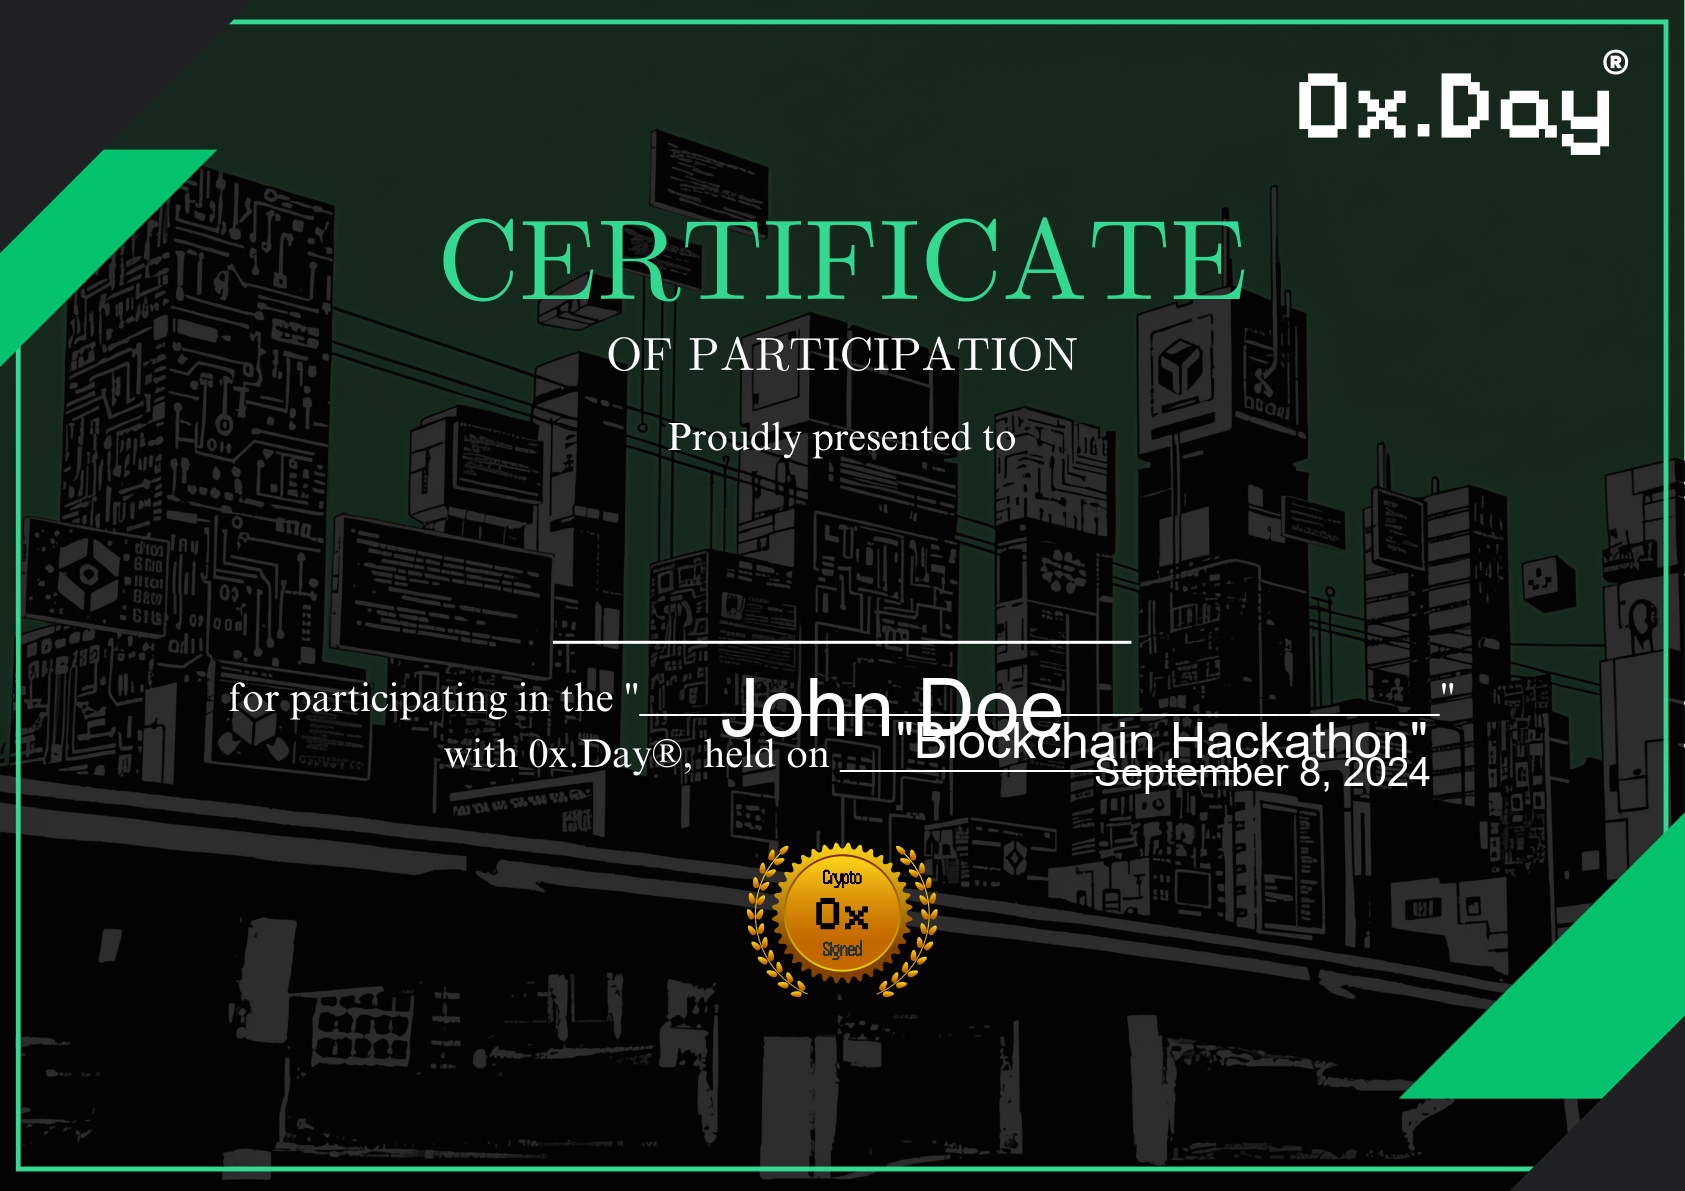 0x.Day®
CERTIFICATE
OF PARTICIPATION
Proudly presented to
for participating in the " "
John Doe
"Blockchain Hackathon"
with 0x.Day®, held on
September 8, 2024
Crypto
0x
Signed